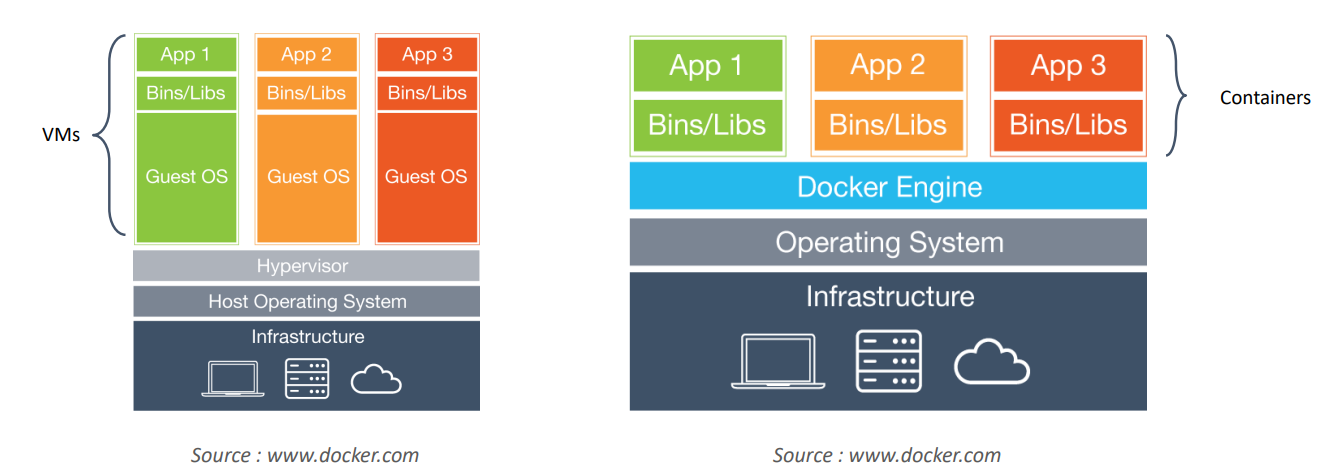 VMs
App 1
App 2
App 3
Bins/Libs
Bins/Libs
Bins/Libs
Guest OS
Guest OS
Guest OS
Hypervisor
Host Operating System
Infrastructure
Source : www.docker.com
App 1
App 2
App 3
Bins/Libs
Bins/Libs
Bins/Libs
Containers
Docker Engine
Operating System
Infrastructure
Source : www.docker.com